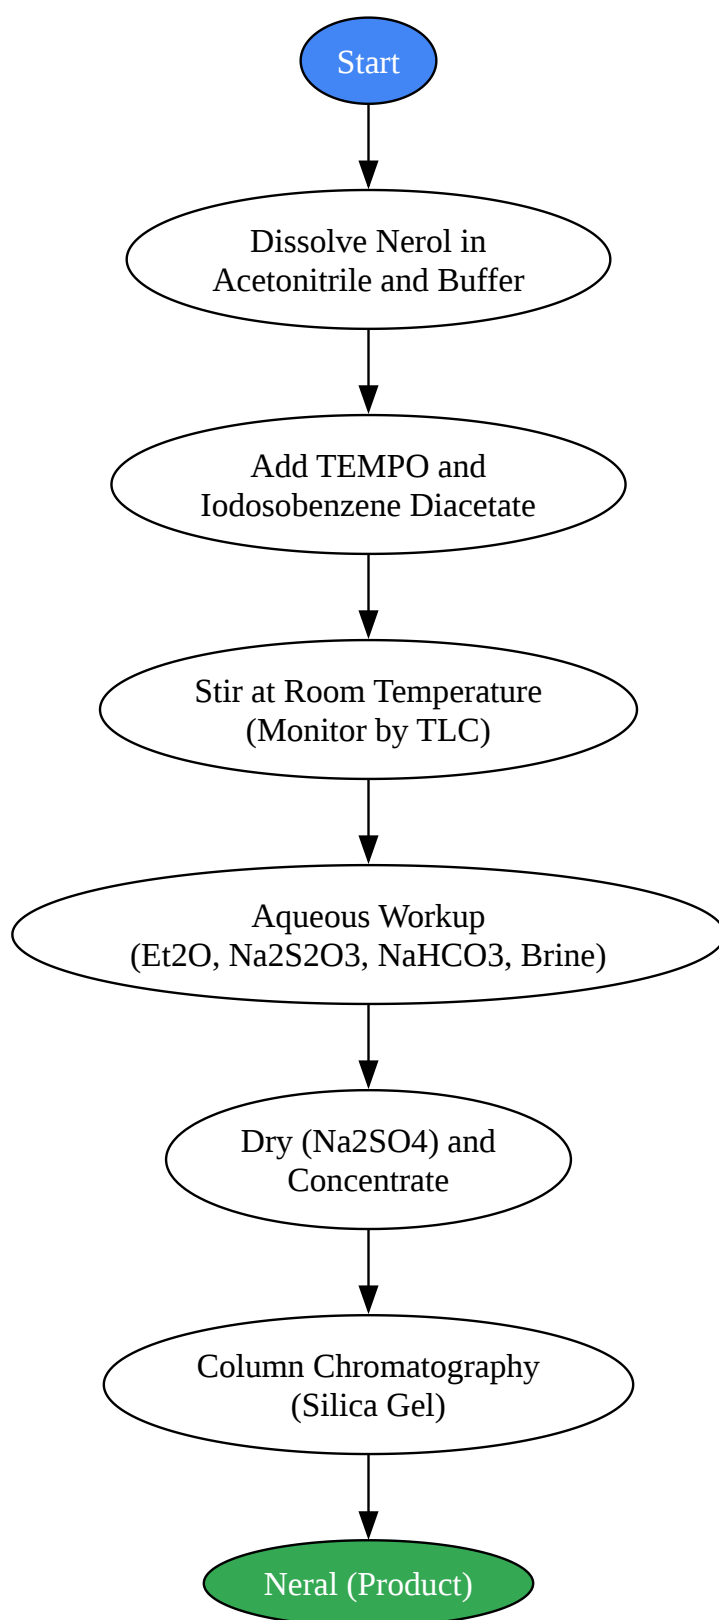 Start
Dissolve Nerol in
Acetonitrile and Buffer
Add TEMPO and
Iodosobenzene Diacetate
Stir at Room Temperature
(Monitor by TLC)
Aqueous Workup
(Et2O, Na2S2O3, NaHCO3, Brine)
Dry (Na2SO4) and
Concentrate
Column Chromatography
(Silica Gel)
Neral (Product)